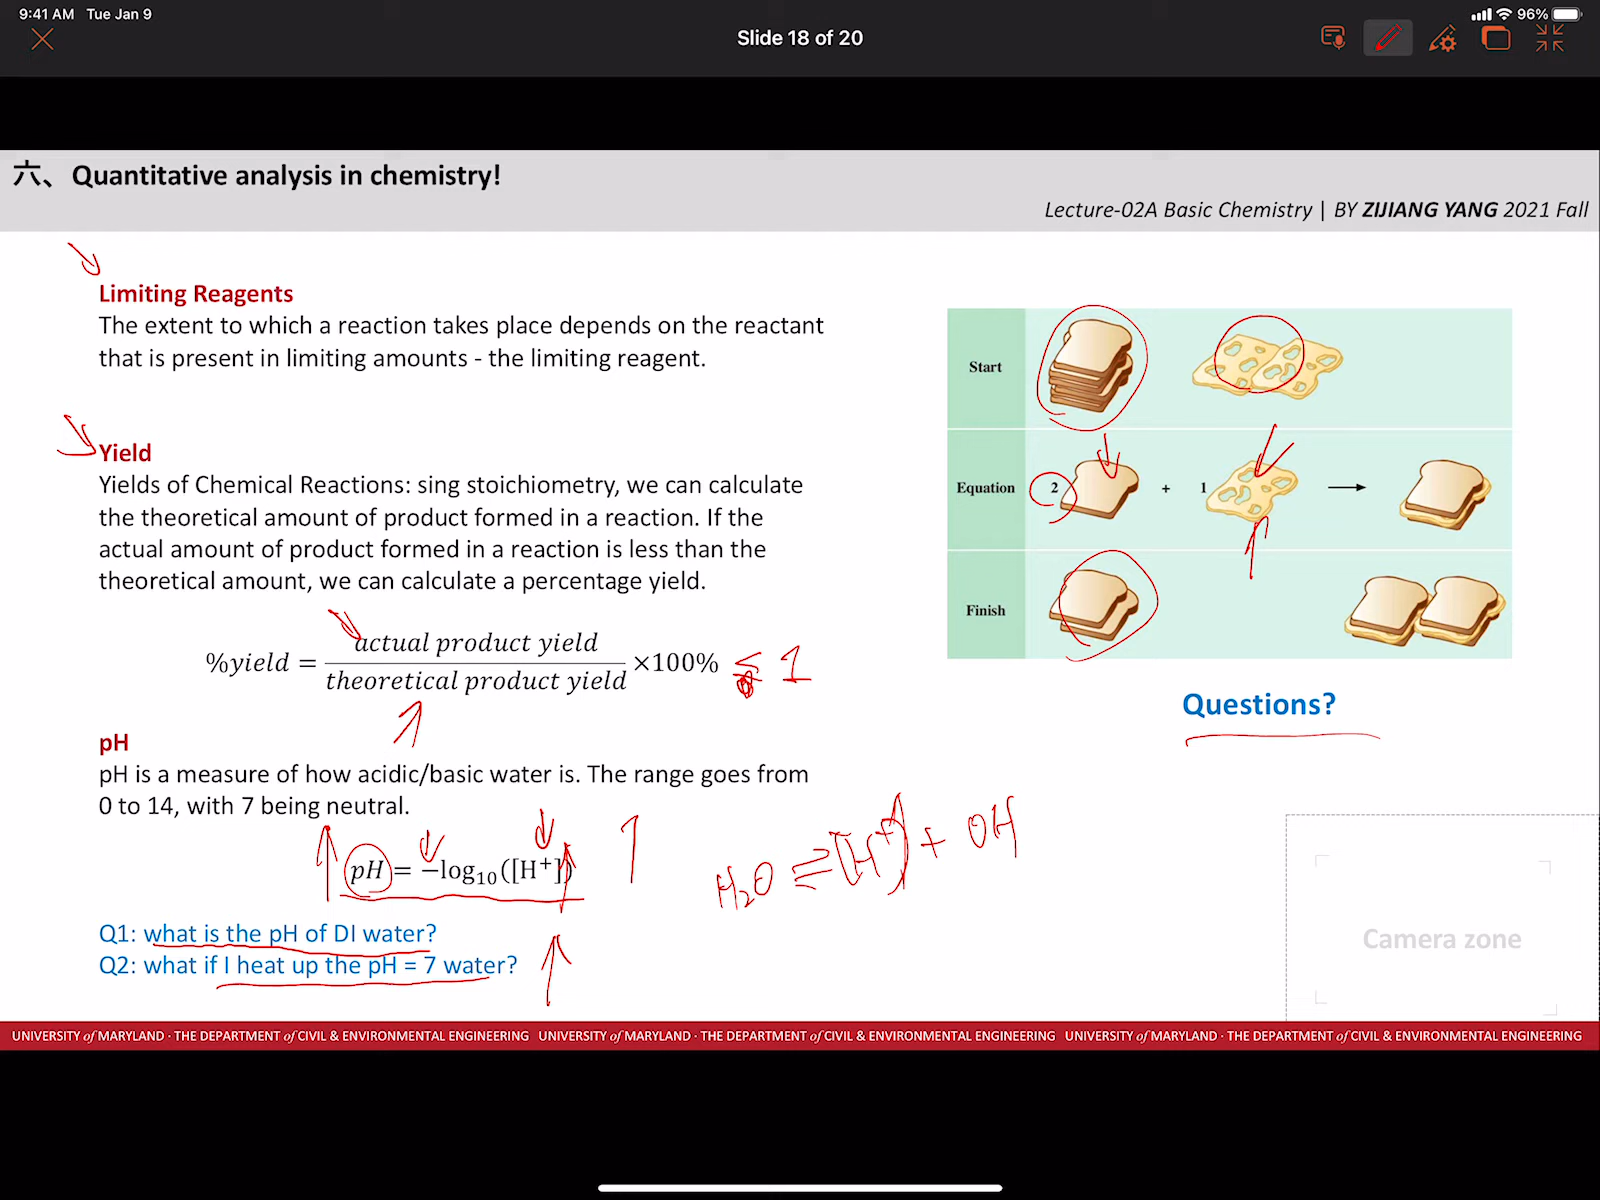 9:41 AM Tue Jan 9
96%
Slide 18 of 20
六、Quantitative analysis in chemistry!
Lecture-02A Basic Chemistry | BY ZIJIANG YANG 2021 Fall
Limiting Reagents
The extent to which a reaction takes place depends on the reactant
that is present in limiting amounts - the limiting reagent.
Yield
Yields of Chemical Reactions: sing stoichiometry, we can calculate
the theoretical amount of product formed in a reaction. If the
actual amount of product formed in a reaction is less than the
theoretical amount, we can calculate a percentage yield.
%yield = actual product yield / theoretical product yield ×100% ≤ 1
pH
pH is a measure of how acidic/basic water is. The range goes from
0 to 14, with 7 being neutral.
pH = −log₁₀([H⁺])
H₂O ⇌ [H⁺] + OH
Q1: what is the pH of DI water?
Q2: what if I heat up the pH = 7 water?
Start
Equation 2 + 1 →
Finish
Questions?
Camera zone
UNIVERSITY of MARYLAND · THE DEPARTMENT of CIVIL & ENVIRONMENTAL ENGINEERING UNIVERSITY of MARYLAND · THE DEPARTMENT of CIVIL & ENVIRONMENTAL ENGINEERING UNIVERSITY of MARYLAND · THE DEPARTMENT of CIVIL & ENVIRONMENTAL ENGINEERING